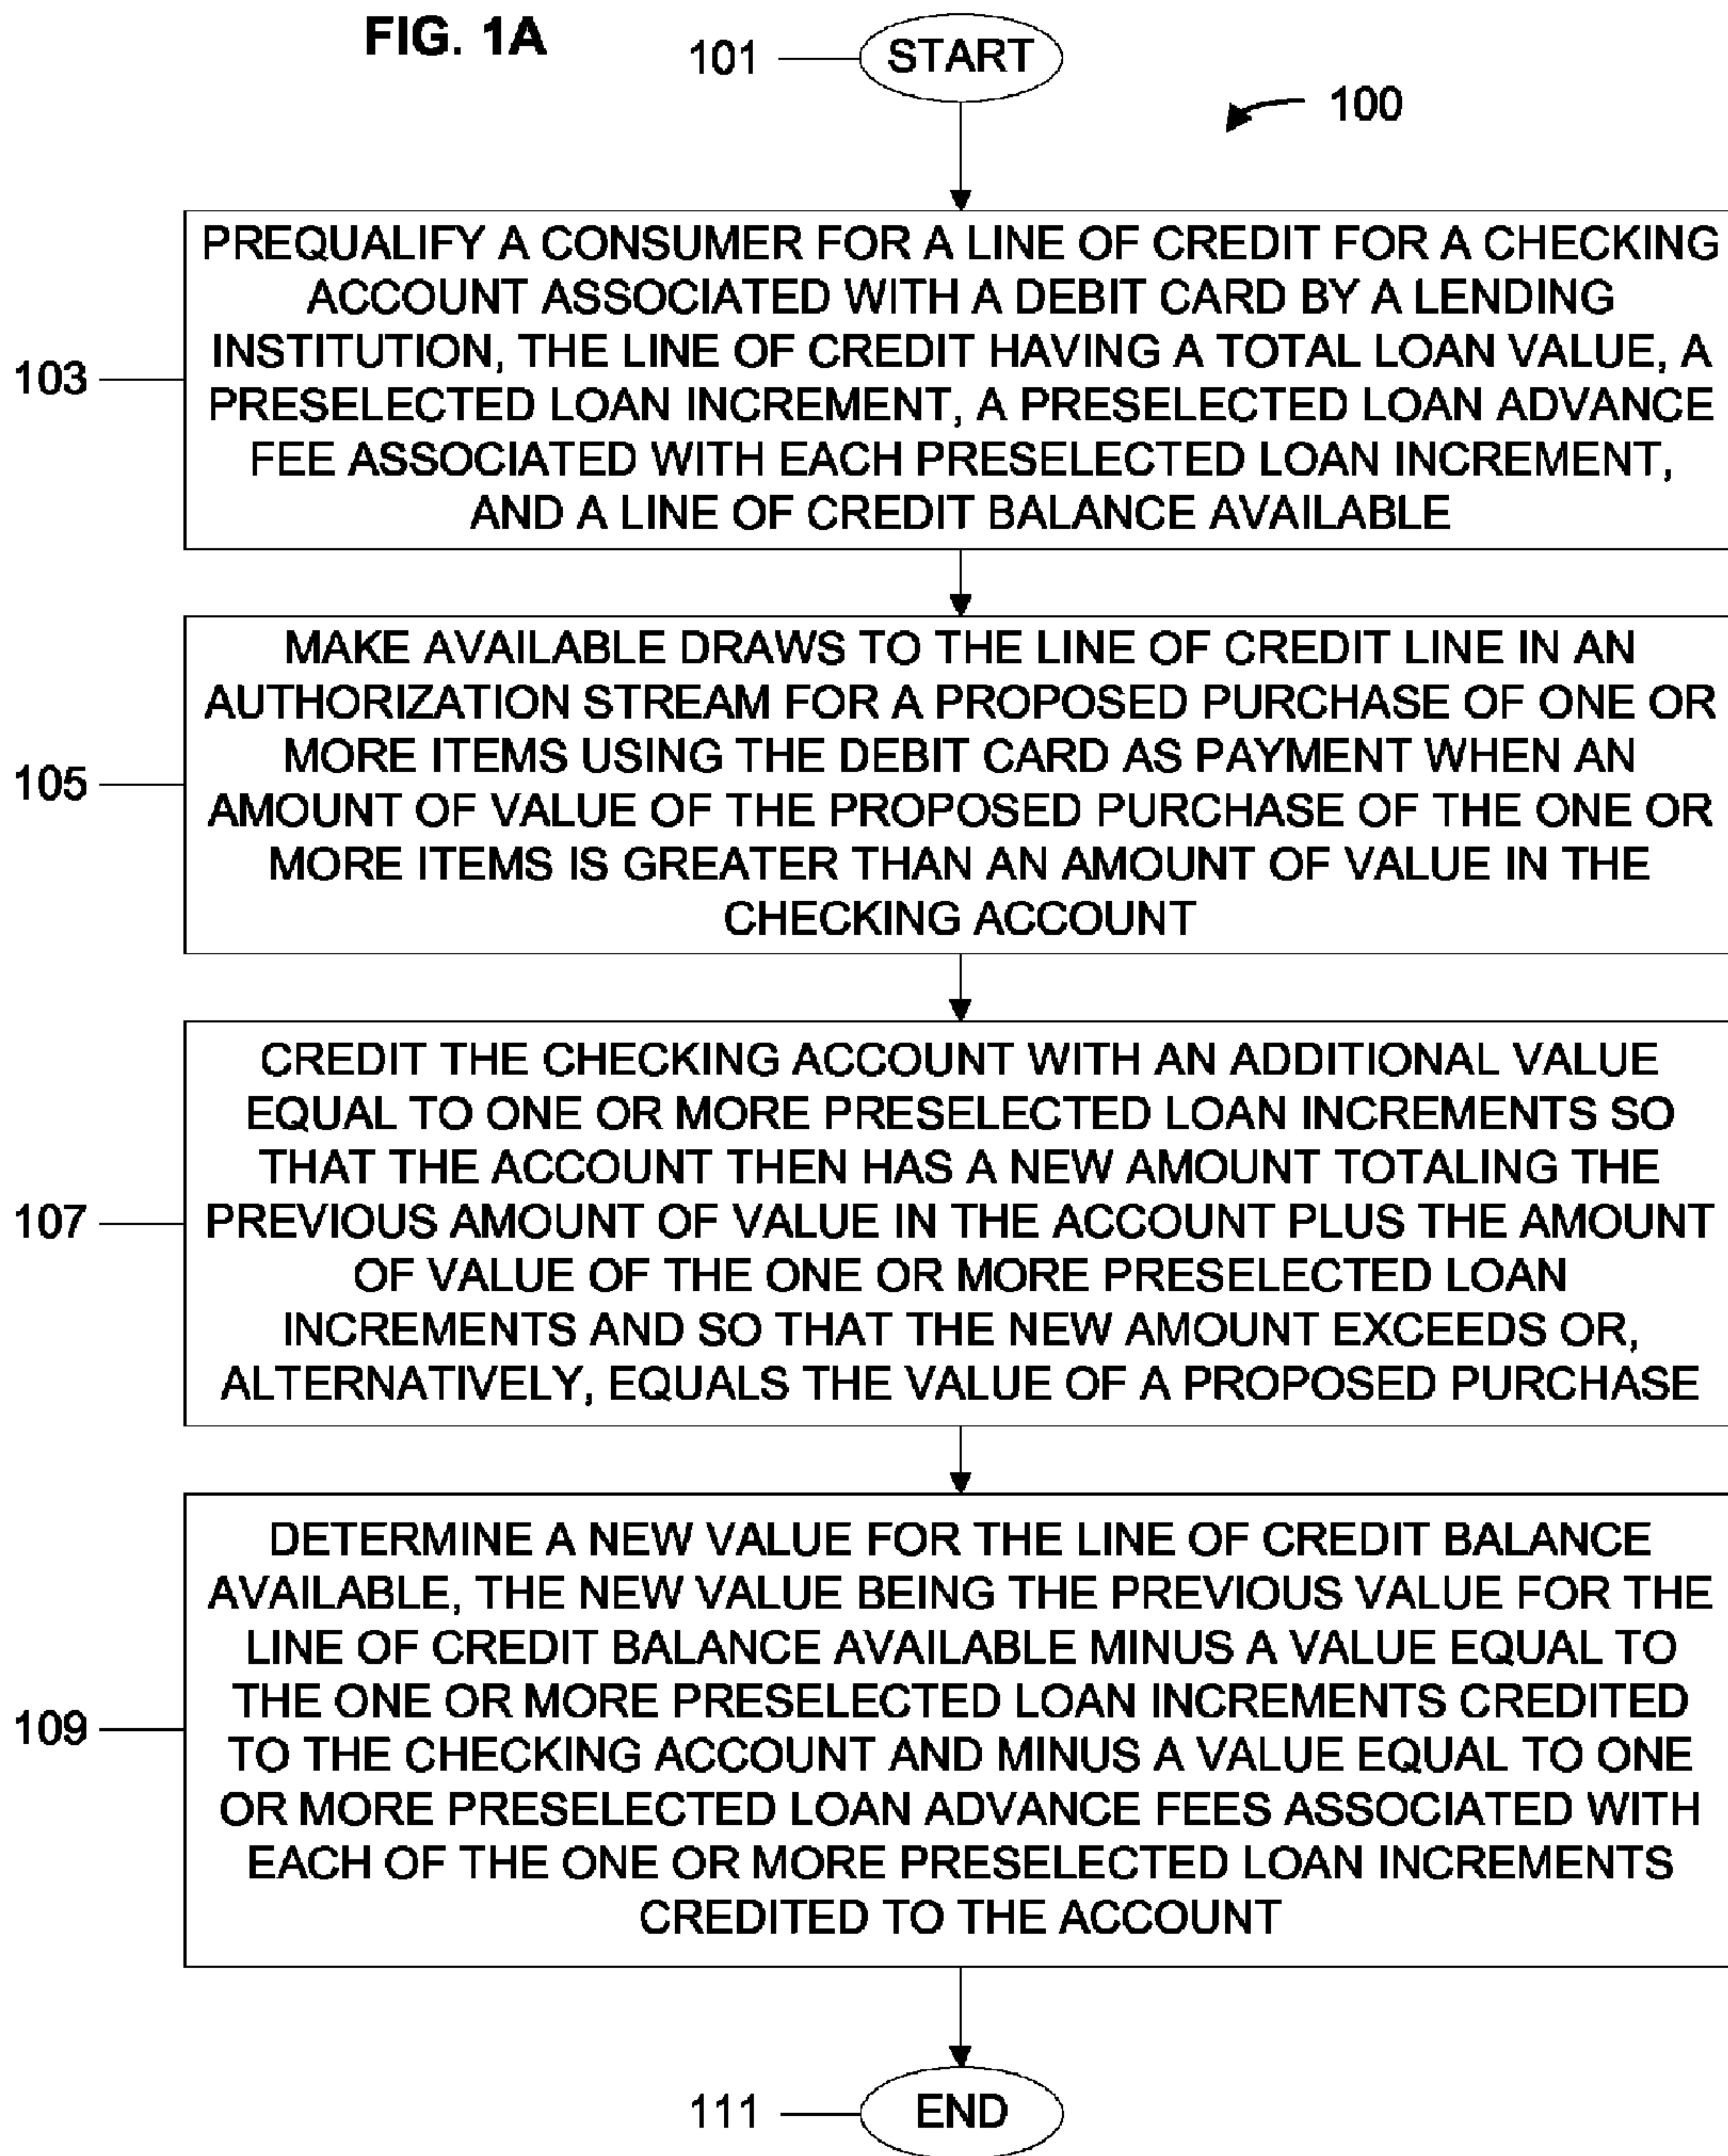 FIG. 1A
101
START
100
PREQUALIFY A CONSUMER FOR A LINE OF CREDIT FOR A CHECKING
ACCOUNT ASSOCIATED WITH A DEBIT CARD BY A LENDING
INSTITUTION, THE LINE OF CREDIT HAVING A TOTAL LOAN VALUE, A
PRESELECTED LOAN INCREMENT, A PRESELECTED LOAN ADVANCE
FEE ASSOCIATED WITH EACH PRESELECTED LOAN INCREMENT,
AND A LINE OF CREDIT BALANCE AVAILABLE
103
MAKE AVAILABLE DRAWS TO THE LINE OF CREDIT LINE IN AN
AUTHORIZATION STREAM FOR A PROPOSED PURCHASE OF ONE OR
MORE ITEMS USING THE DEBIT CARD AS PAYMENT WHEN AN
AMOUNT OF VALUE OF THE PROPOSED PURCHASE OF THE ONE OR
MORE ITEMS IS GREATER THAN AN AMOUNT OF VALUE IN THE
CHECKING ACCOUNT
105
CREDIT THE CHECKING ACCOUNT WITH AN ADDITIONAL VALUE
EQUAL TO ONE OR MORE PRESELECTED LOAN INCREMENTS SO
THAT THE ACCOUNT THEN HAS A NEW AMOUNT TOTALING THE
PREVIOUS AMOUNT OF VALUE IN THE ACCOUNT PLUS THE AMOUNT
OF VALUE OF THE ONE OR MORE PRESELECTED LOAN
INCREMENTS AND SO THAT THE NEW AMOUNT EXCEEDS OR,
ALTERNATIVELY, EQUALS THE VALUE OF A PROPOSED PURCHASE
107
DETERMINE A NEW VALUE FOR THE LINE OF CREDIT BALANCE
AVAILABLE, THE NEW VALUE BEING THE PREVIOUS VALUE FOR THE
LINE OF CREDIT BALANCE AVAILABLE MINUS A VALUE EQUAL TO
THE ONE OR MORE PRESELECTED LOAN INCREMENTS CREDITED
TO THE CHECKING ACCOUNT AND MINUS A VALUE EQUAL TO ONE
OR MORE PRESELECTED LOAN ADVANCE FEES ASSOCIATED WITH
EACH OF THE ONE OR MORE PRESELECTED LOAN INCREMENTS
CREDITED TO THE ACCOUNT
109
111
END